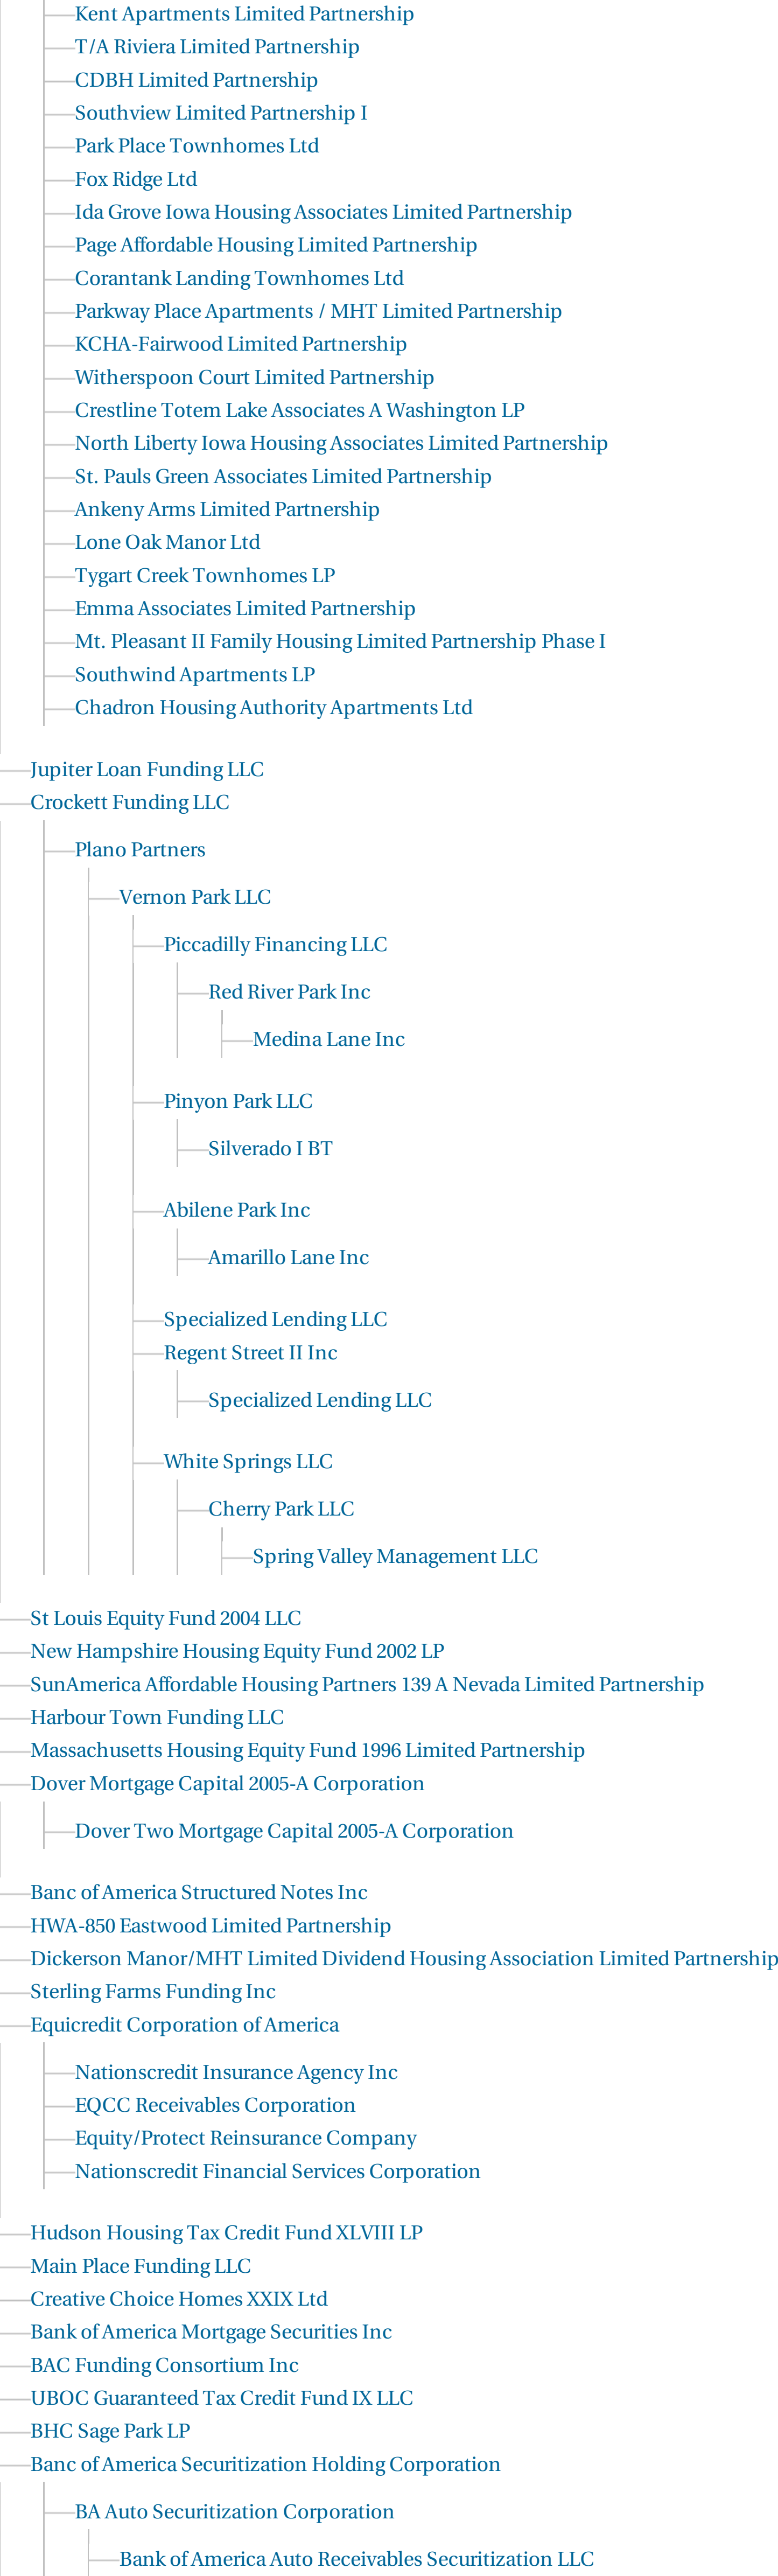 Kent Apartments Limited Partnership
T/A Riviera Limited Partnership
CDBH Limited Partnership
Southview Limited Partnership I
Park Place Townhomes Ltd
Fox Ridge Ltd
Ida Grove Iowa Housing Associates Limited Partnership
Page Affordable Housing Limited Partnership
Corantank Landing Townhomes Ltd
Parkway Place Apartments / MHT Limited Partnership
KCHA-Fairwood Limited Partnership
Witherspoon Court Limited Partnership
Crestline Totem Lake Associates A Washington LP
North Liberty Iowa Housing Associates Limited Partnership
St. Pauls Green Associates Limited Partnership
Ankeny Arms Limited Partnership
Lone Oak Manor Ltd
Tygart Creek Townhomes LP
Emma Associates Limited Partnership
Mt. Pleasant II Family Housing Limited Partnership Phase I
Southwind Apartments LP
Chadron Housing Authority Apartments Ltd
Jupiter Loan Funding LLC
Crockett Funding LLC
Plano Partners
Vernon Park LLC
Piccadilly Financing LLC
Red River Park Inc
Medina Lane Inc
Pinyon Park LLC
Silverado I BT
Abilene Park Inc
Amarillo Lane Inc
Specialized Lending LLC
Regent Street II Inc
Specialized Lending LLC
White Springs LLC
Cherry Park LLC
Spring Valley Management LLC
St Louis Equity Fund 2004 LLC
New Hampshire Housing Equity Fund 2002 LP
SunAmerica Affordable Housing Partners 139 A Nevada Limited Partnership
Harbour Town Funding LLC
Massachusetts Housing Equity Fund 1996 Limited Partnership
Dover Mortgage Capital 2005-A Corporation
Dover Two Mortgage Capital 2005-A Corporation
Banc of America Structured Notes Inc
HWA-850 Eastwood Limited Partnership
Dickerson Manor/MHT Limited Dividend Housing Association Limited Partnership
Sterling Farms Funding Inc
Equicredit Corporation of America
Nationscredit Insurance Agency Inc
EQCC Receivables Corporation
Equity/Protect Reinsurance Company
Nationscredit Financial Services Corporation
Hudson Housing Tax Credit Fund XLVIII LP
Main Place Funding LLC
Creative Choice Homes XXIX Ltd
Bank of America Mortgage Securities Inc
BAC Funding Consortium Inc
UBOC Guaranteed Tax Credit Fund IX LLC
BHC Sage Park LP
Banc of America Securitization Holding Corporation
BA Auto Securitization Corporation
Bank of America Auto Receivables Securitization LLC